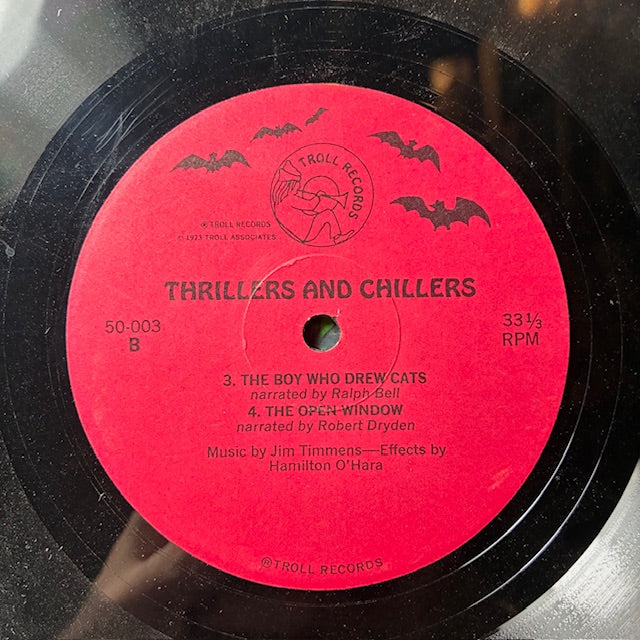 TROLL RECORDS
® TROLL RECORDS
© 1973 TROLL ASSOCIATES
THRILLERS AND CHILLERS
50-003
B
33⅓
RPM
3. THE BOY WHO DREW CATS
narrated by Ralph Bell
4. THE OPEN WINDOW
narrated by Robert Dryden
Music by Jim Timmens—Effects by
Hamilton O'Hara
®TROLL RECORDS